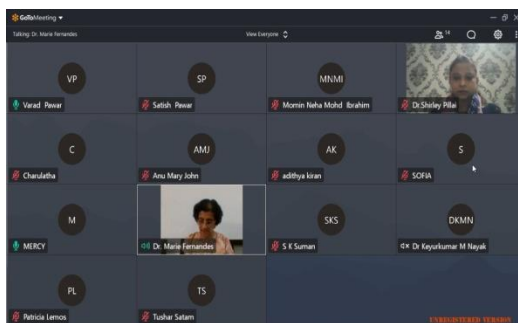 GoToMeeting
Talking: Dr. Marie Fernandes
View Everyone
14
VP
Varad Pawar
SP
Satish Pawar
MNMI
Momin Neha Mohd Ibrahim
Dr.Shirley Pillai
C
Charulatha
AMJ
Anu Mary John
AK
adithya kiran
S
SOFIA
M
MERCY
Dr. Marie Fernandes
SKS
S K Suman
DKMN
Dr Keyurkumar M Nayak
PL
Patricia Lemos
TS
Tushar Satam
UNREGISTERED VERSION